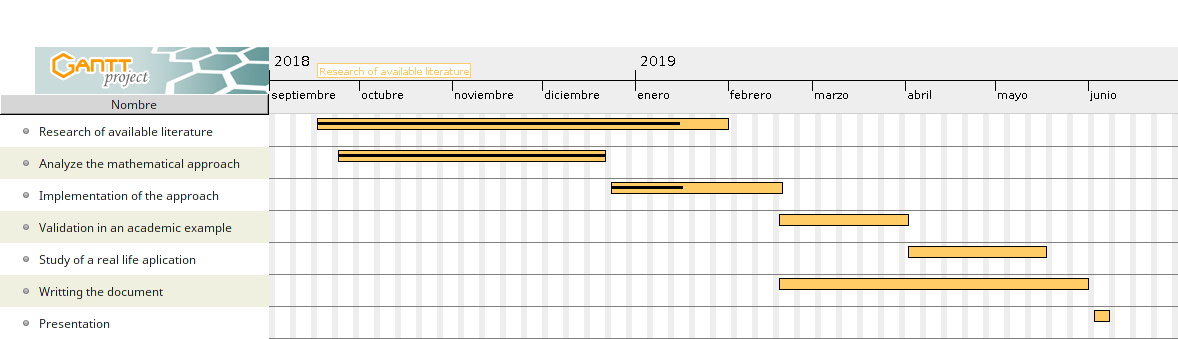 GANTT
project
2018
2019
Research of available literature
septiembre
octubre
noviembre
diciembre
enero
febrero
marzo
abril
mayo
junio
Nombre
Research of available literature
Analyze the mathematical approach
Implementation of the approach
Validation in an academic example
Study of a real life aplication
Writting the document
Presentation